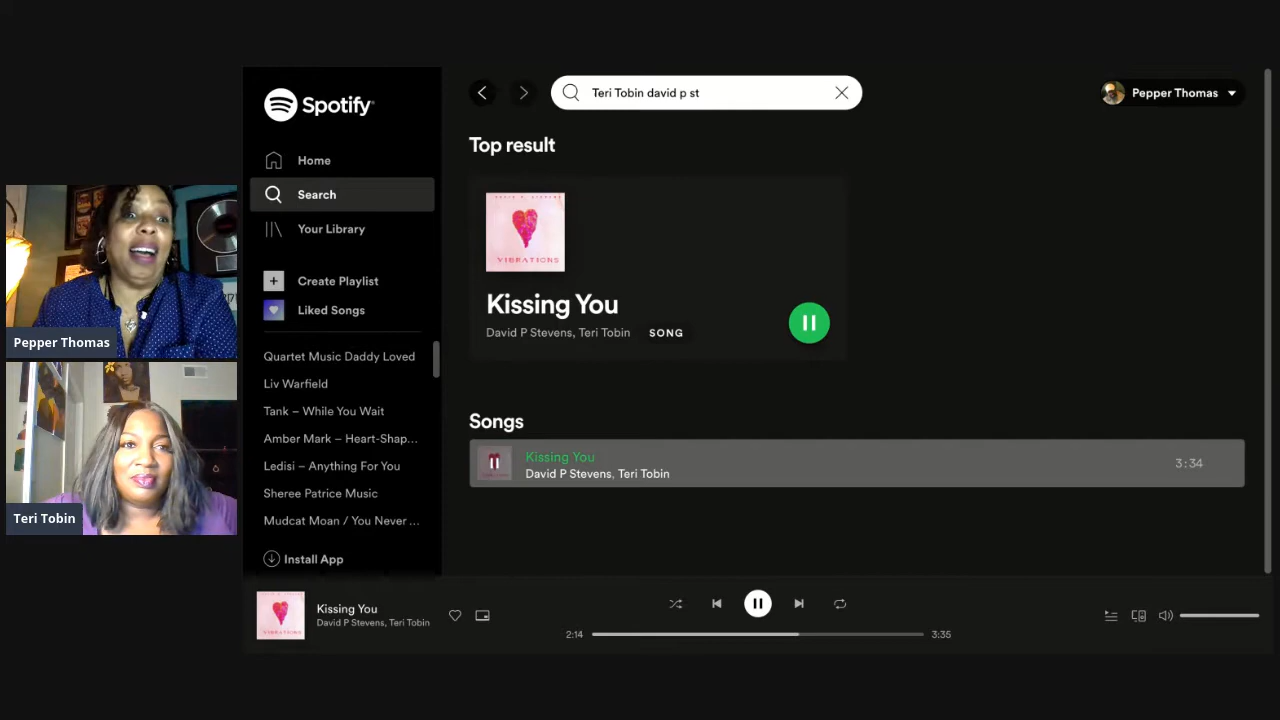 Pepper Thomas
Teri Tobin
Spotify
Home
Search
Your Library
Create Playlist
Liked Songs
Quartet Music Daddy Loved
Liv Warfield
Tank – While You Wait
Amber Mark – Heart-Shap...
Ledisi – Anything For You
Sheree Patrice Music
Mudcat Moan / You Never ...
Install App
Teri Tobin david p st
Pepper Thomas
Top result
DAVID P STEVENS
VIBRATIONS
Kissing You
David P Stevens, Teri Tobin SONG
Songs
Kissing You
David P Stevens, Teri Tobin
3:34
VIBRATIONS
Kissing You
David P Stevens, Teri Tobin
2:14
3:35